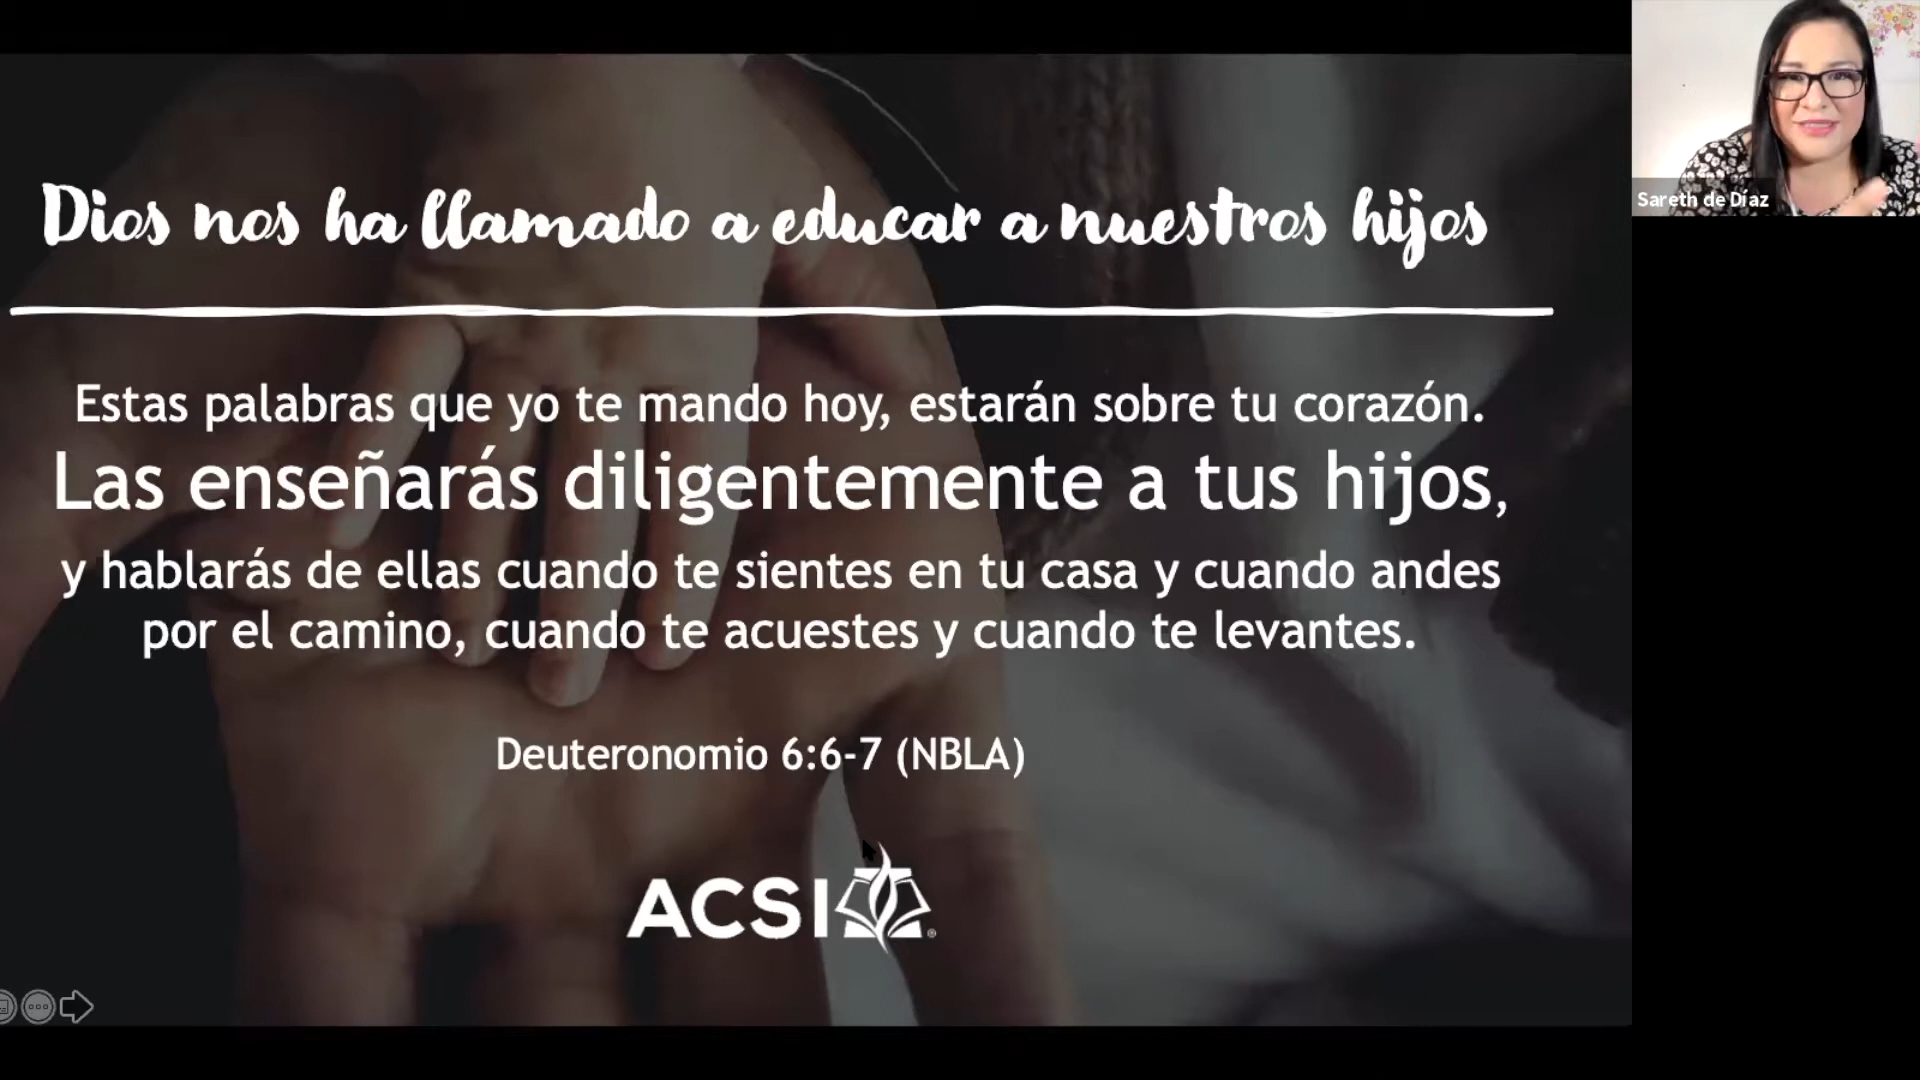 Dios nos ha llamado a educar a nuestros hijos
Estas palabras que yo te mando hoy, estarán sobre tu corazón.
Las enseñarás diligentemente a tus hijos,
y hablarás de ellas cuando te sientes en tu casa y cuando andes
por el camino, cuando te acuestes y cuando te levantes.
Deuteronomio 6:6-7 (NBLA)
ACSI
®
Sareth de Díaz